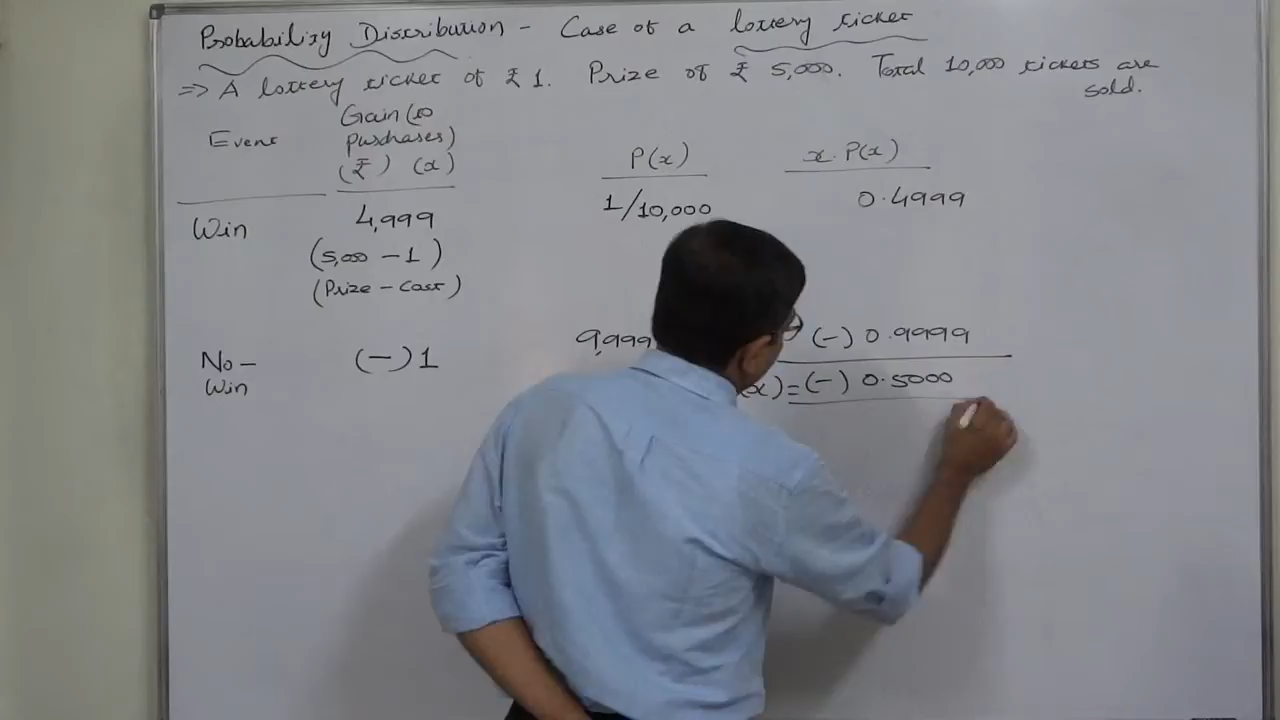 Probability Distribution - Case of a lottery ticket
=> A lottery ticket of ₹ 1. Prize of ₹ 5,000. Total 10,000 tickets are
sold.
Event Gain (to
purchases)
(₹) (x) P(x) x. P(x)
Win 4,999 1/10,000 0.4999
(5,000 - 1)
(Prize - Cost)
No- (-) 1 9,999 (-) 0.9999
Win (x) = (-) 0.5000